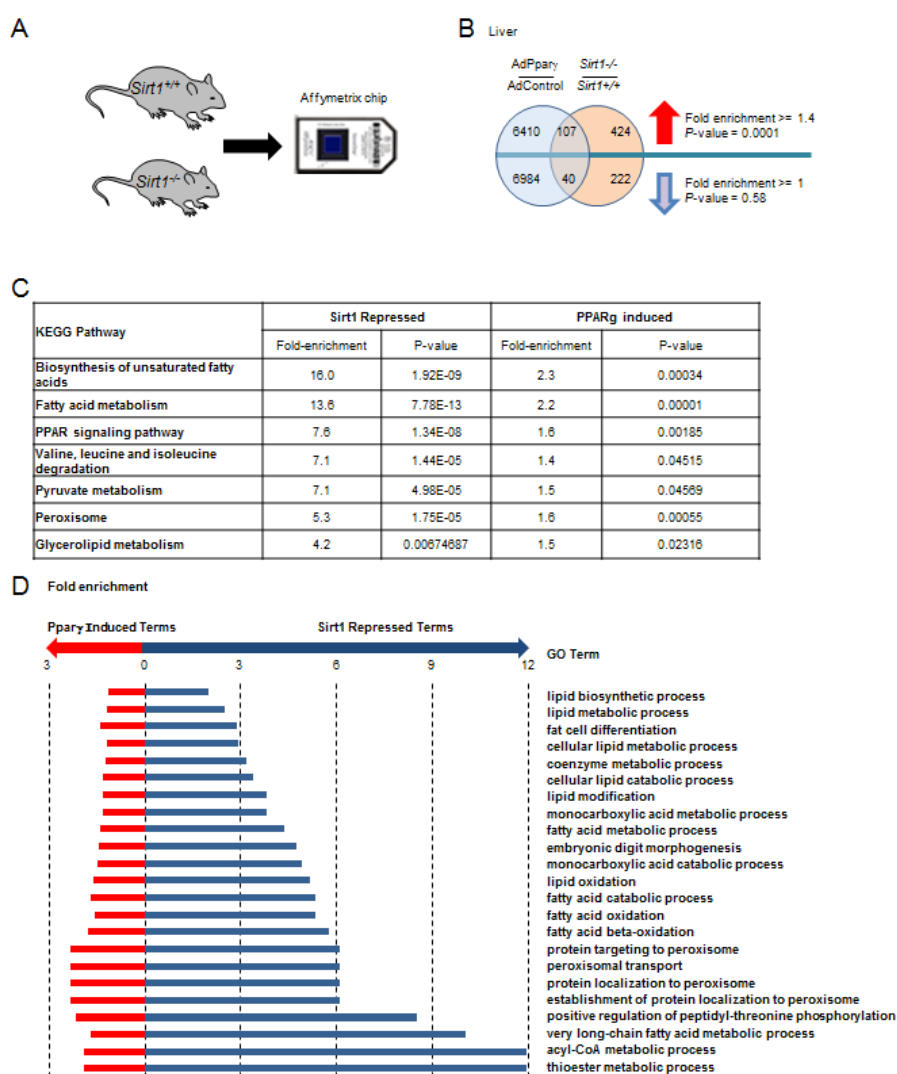 A
Sirt1+/+
Sirt1-/-
Affymetrix chip
B Liver
AdPparγ
AdControl
Sirt1-/-
Sirt1+/+
6410 107 424
6984 40 222
Fold enrichment >= 1.4
P-value = 0.0001
Fold enrichment >= 1
P-value = 0.58
C
KEGG Pathway Sirt1 Repressed PPARg induced
Fold-enrichment P-value Fold-enrichment P-value
Biosynthesis of unsaturated fatty
acids 16.0 1.92E-09 2.3 0.00034
Fatty acid metabolism 13.6 7.78E-13 2.2 0.00001
PPAR signaling pathway 7.6 1.34E-08 1.6 0.00185
Valine, leucine and isoleucine
degradation 7.1 1.44E-05 1.4 0.04515
Pyruvate metabolism 7.1 4.98E-05 1.5 0.04569
Peroxisome 5.3 1.75E-05 1.6 0.00055
Glycerolipid metabolism 4.2 0.00674687 1.5 0.02316
D Fold enrichment
Pparγ Induced Terms Sirt1 Repressed Terms
GO Term
3 0 3 6 9 12
lipid biosynthetic process
lipid metabolic process
fat cell differentiation
cellular lipid metabolic process
coenzyme metabolic process
cellular lipid catabolic process
lipid modification
monocarboxylic acid metabolic process
fatty acid metabolic process
embryonic digit morphogenesis
monocarboxylic acid catabolic process
lipid oxidation
fatty acid catabolic process
fatty acid oxidation
fatty acid beta-oxidation
protein targeting to peroxisome
peroxisomal transport
protein localization to peroxisome
establishment of protein localization to peroxisome
positive regulation of peptidyl-threonine phosphorylation
very long-chain fatty acid metabolic process
acyl-CoA metabolic process
thioester metabolic process